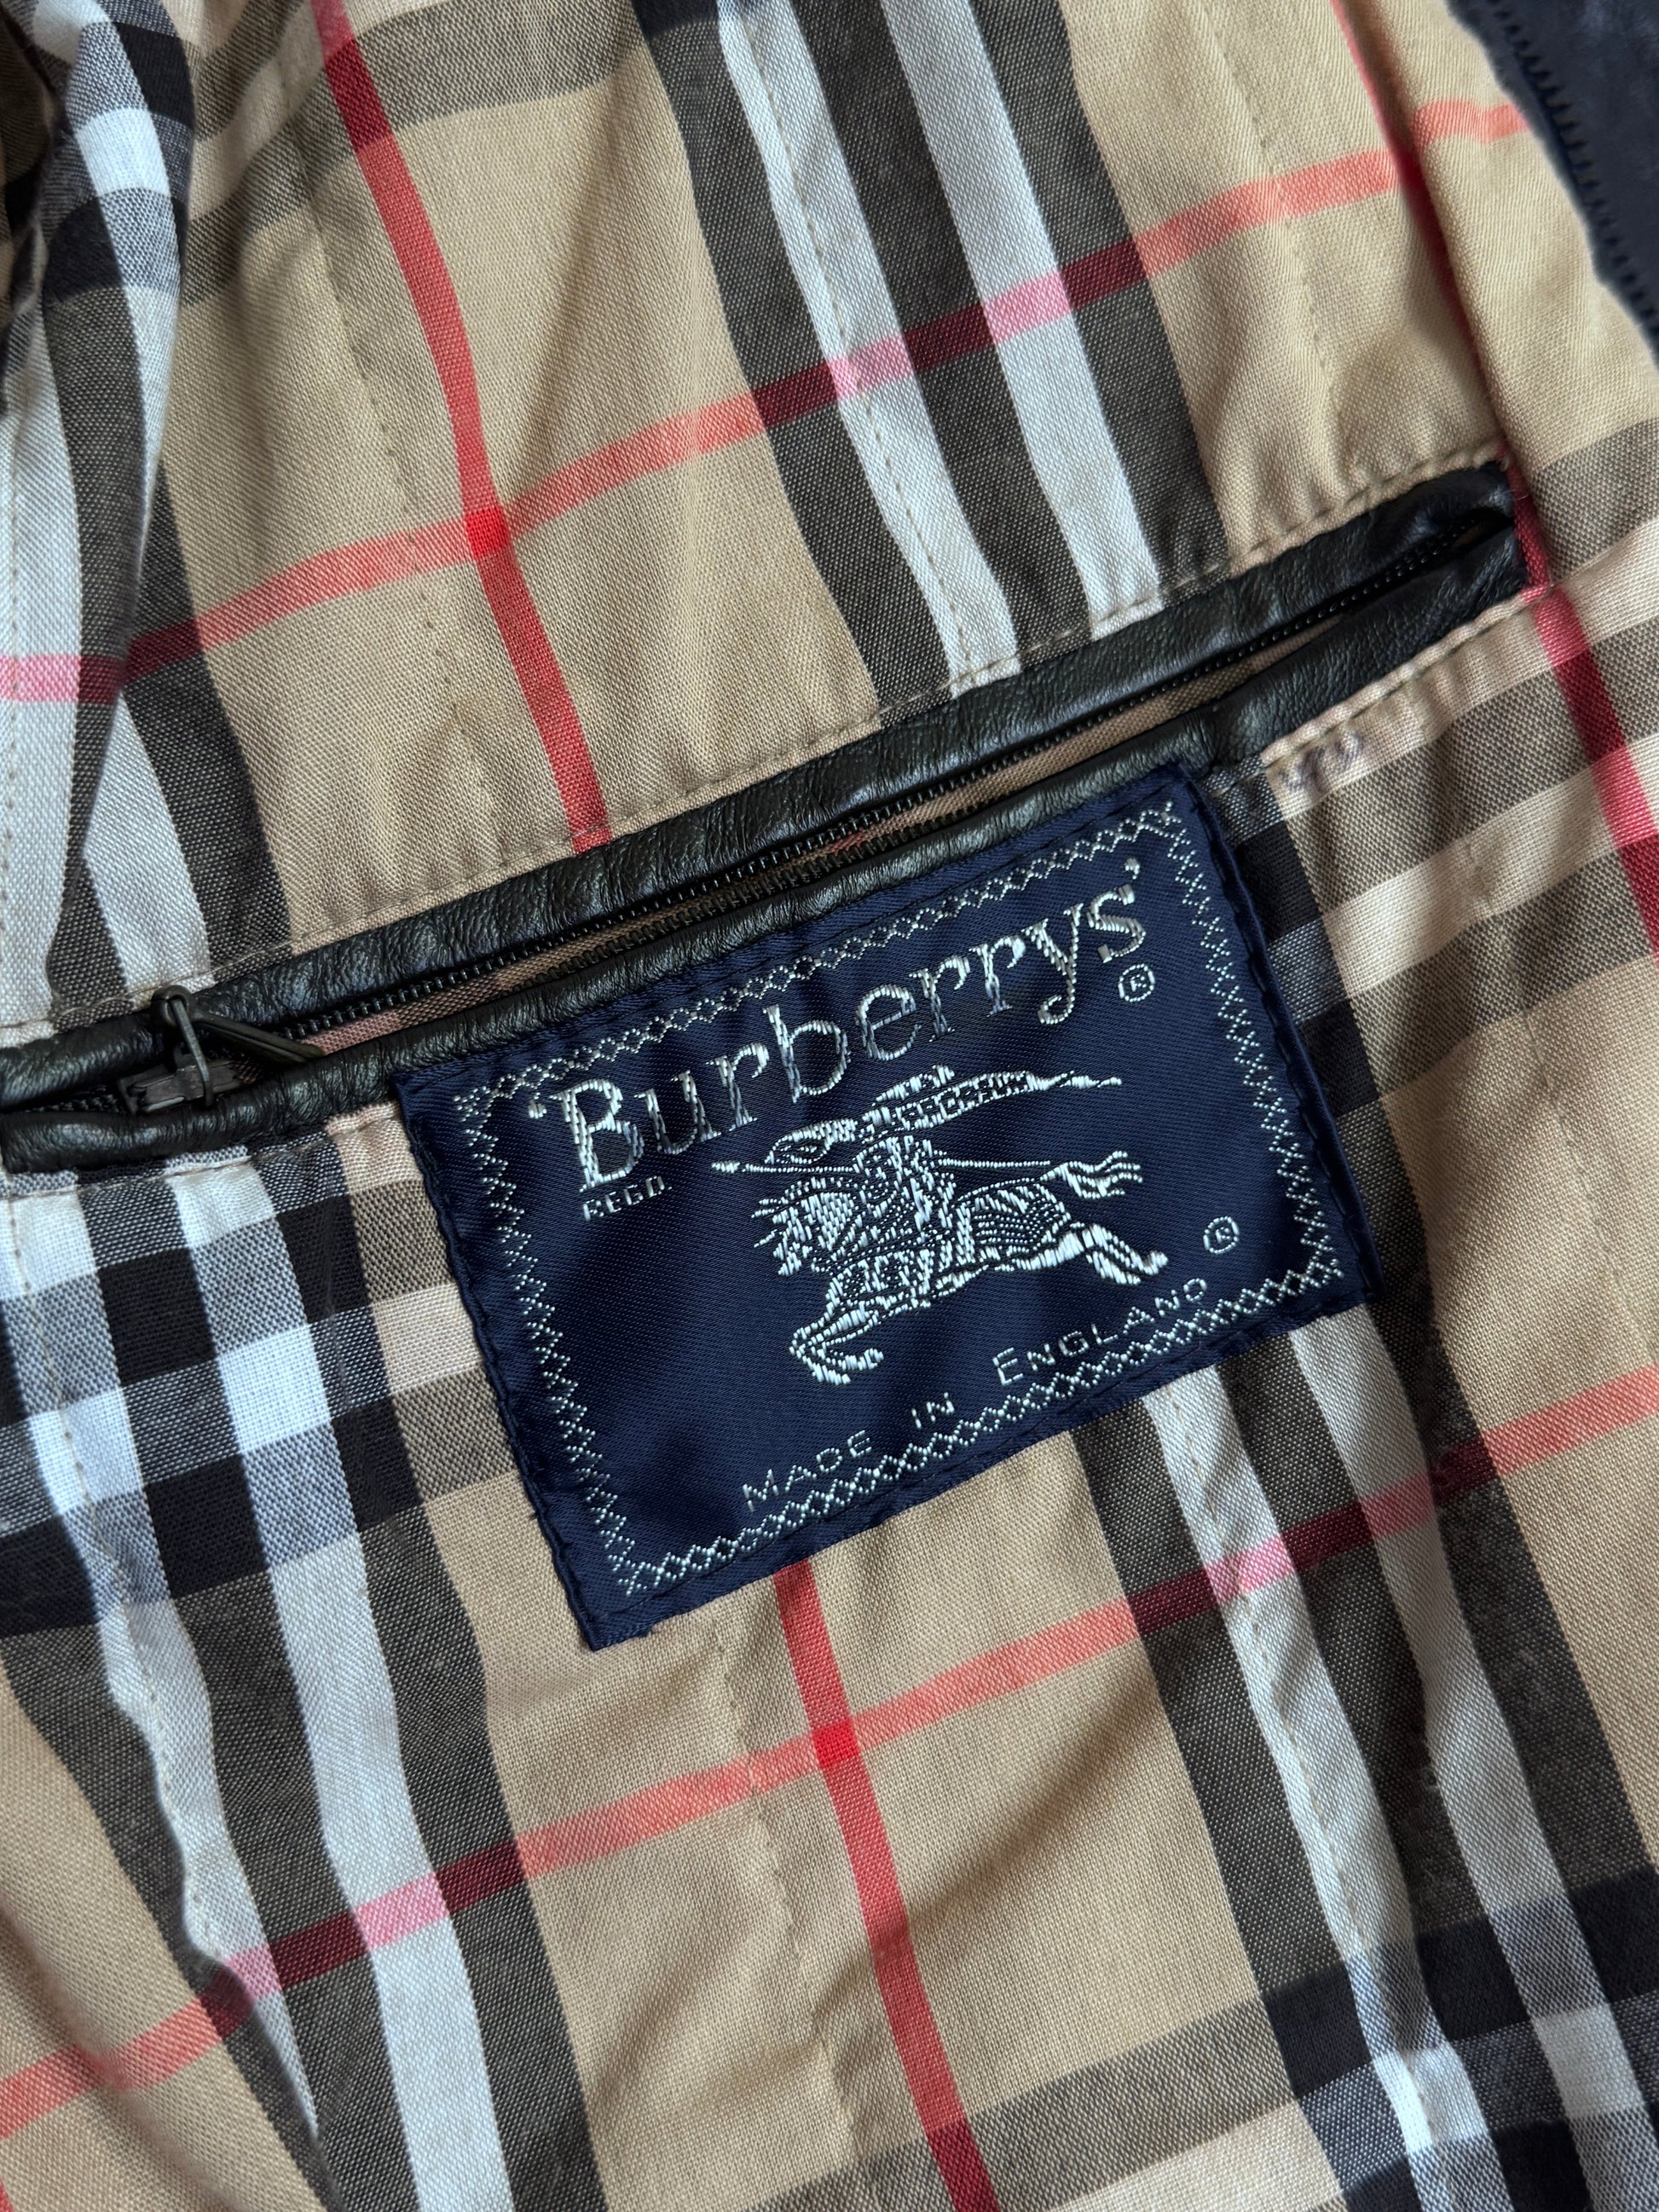 'Burberrys'®
REGD
®
MADE IN ENGLAND